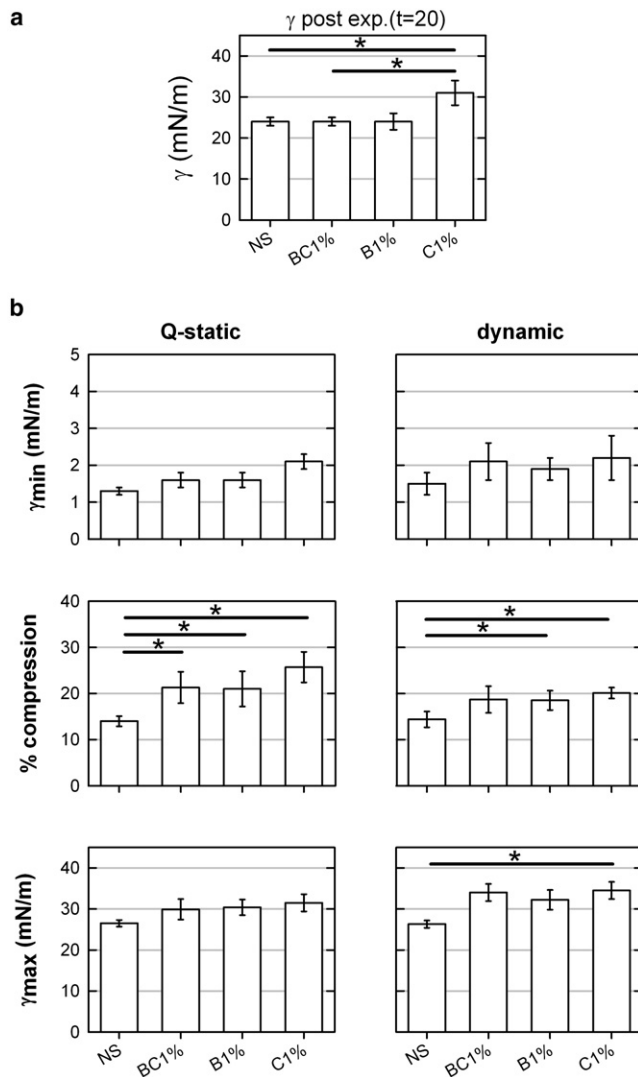 a
γ post exp.(t=20)
γ (mN/m)
40
30
20
10
0
*
*
NS
BC1%
B1%
C1%
b
Q-static
dynamic
γmin (mN/m)
5
4
3
2
1
0
% compression
40
30
20
10
0
*
*
*
*
*
γmax (mN/m)
40
30
20
10
0
*
NS
BC1%
B1%
C1%
NS
BC1%
B1%
C1%